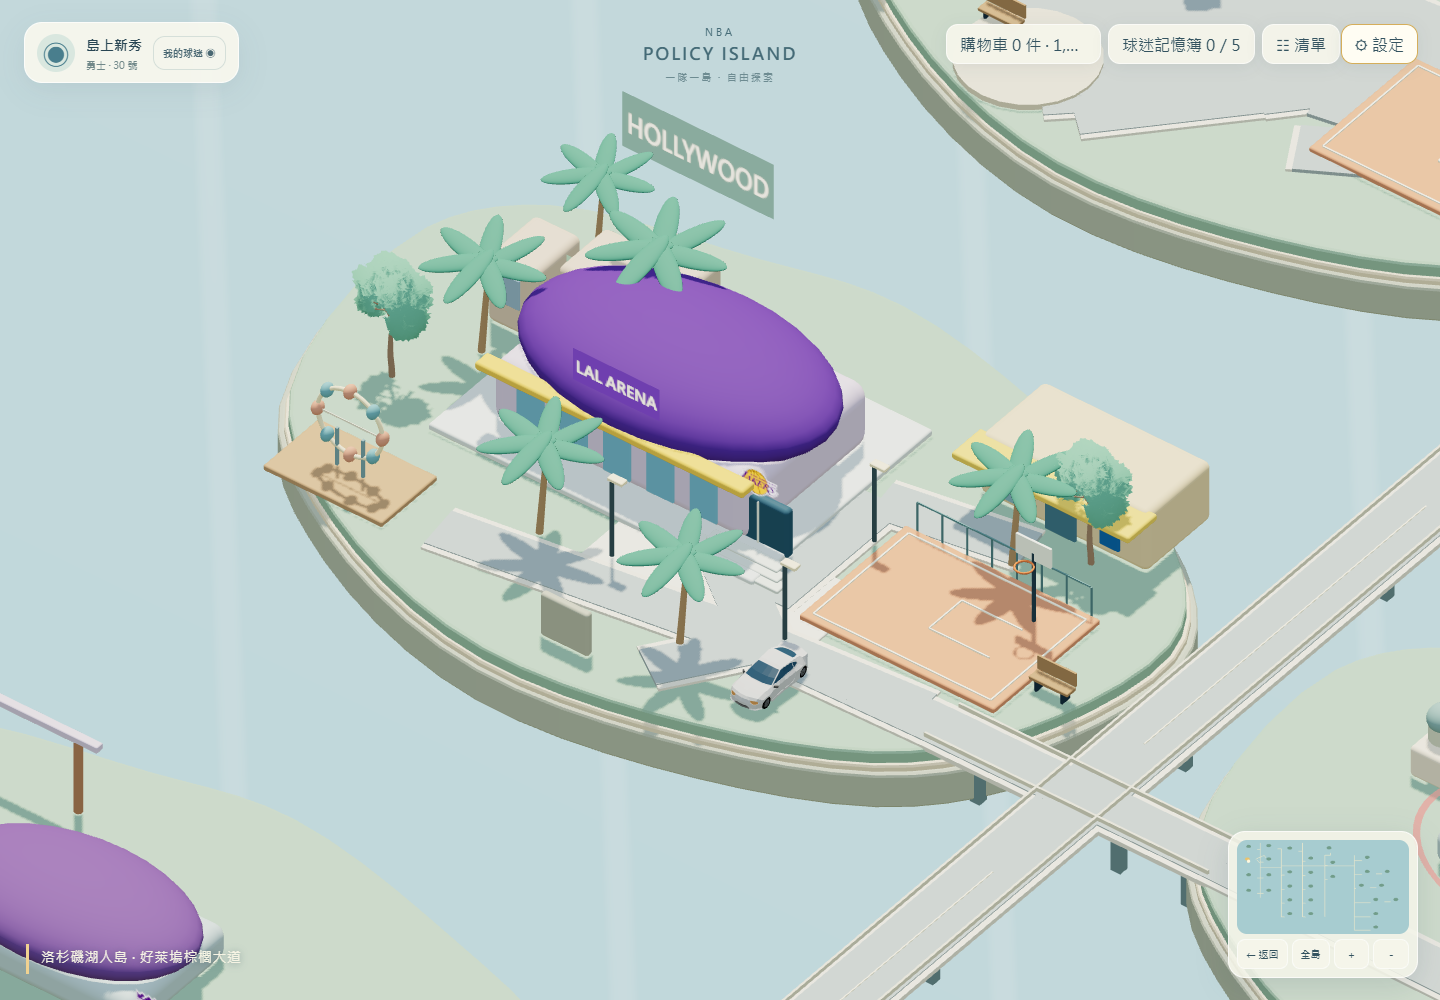 島上新秀
勇士 · 30 號
我的球迷 ◉
NBA
POLICY ISLAND
一隊一島 · 自由探索
購物車 0 件 · 1,...
球迷記憶簿 0 / 5
☷ 清單
⚙ 設定
HOLLYWOOD
LAL ARENA
LAKERS
洛杉磯湖人島 · 好萊塢棕櫚大道
← 返回
全島
+
-